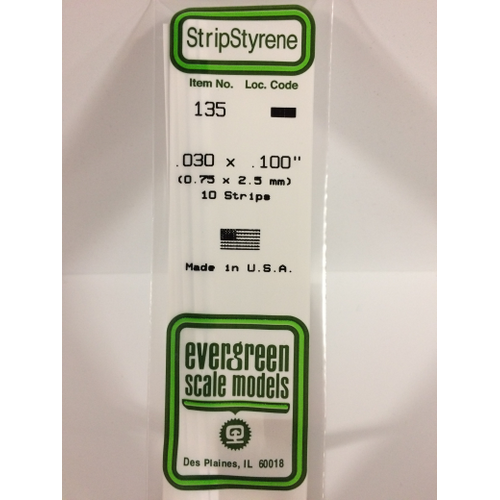 StripStyrene
Item No. Loc. Code
135
.030 x .100"
(0.75 x 2.5 mm)
10 Strips
Made in U.S.A.
evergreen
scale models
Des Plaines, IL 60018